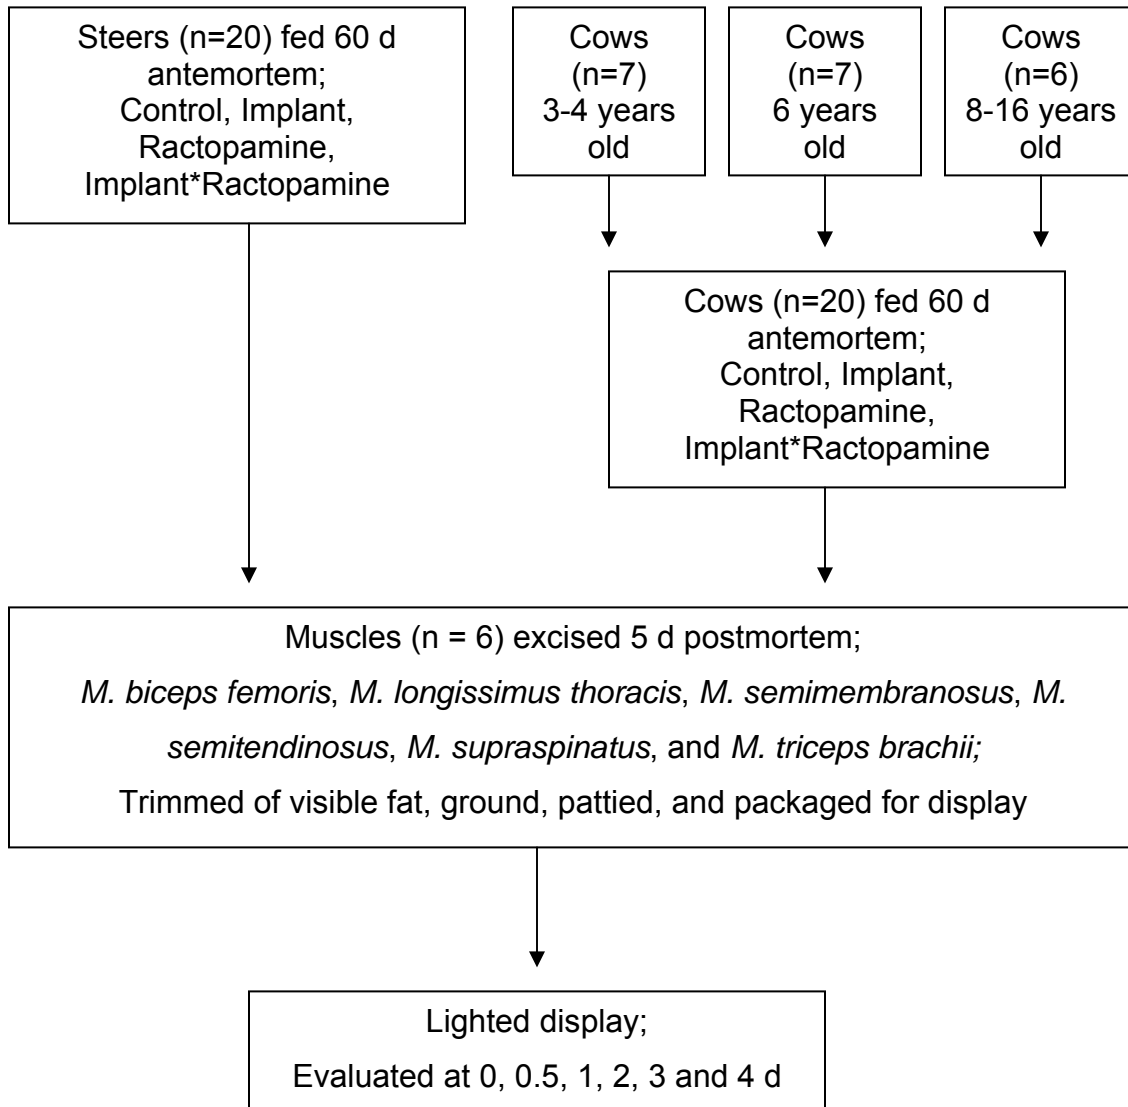 Steers (n=20) fed 60 d
antemortem;
Control, Implant,
Ractopamine,
Implant*Ractopamine
Cows
(n=7)
3-4 years
old
Cows
(n=7)
6 years
old
Cows
(n=6)
8-16 years
old
Cows (n=20) fed 60 d
antemortem;
Control, Implant,
Ractopamine,
Implant*Ractopamine
Muscles (n = 6) excised 5 d postmortem;
M. biceps femoris, M. longissimus thoracis, M. semimembranosus, M.
semitendinosus, M. supraspinatus, and M. triceps brachii;
Trimmed of visible fat, ground, pattied, and packaged for display
Lighted display;
Evaluated at 0, 0.5, 1, 2, 3 and 4 d